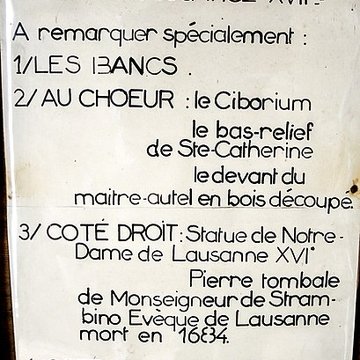 A remarquer spécialement :
1/LES BANCS .
2/ AU CHOEUR : le Ciborium
le bas-relief
de Ste-Catherine
le devant du
maitre-autel en bois découpé.
3/ COTÉ DROIT: Statue de Notre-
Dame de Lausanne XVI°
Pierre tombale
de Monseigneur de Stram-
bino Evèque de Lausanne
mort en 1684.